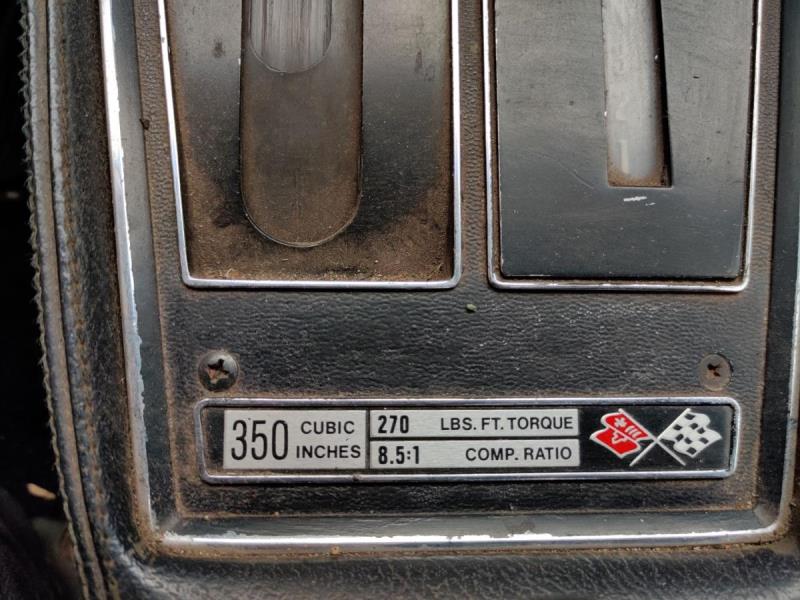 350 CUBIC INCHES
270 LBS. FT. TORQUE
8.5:1 COMP. RATIO